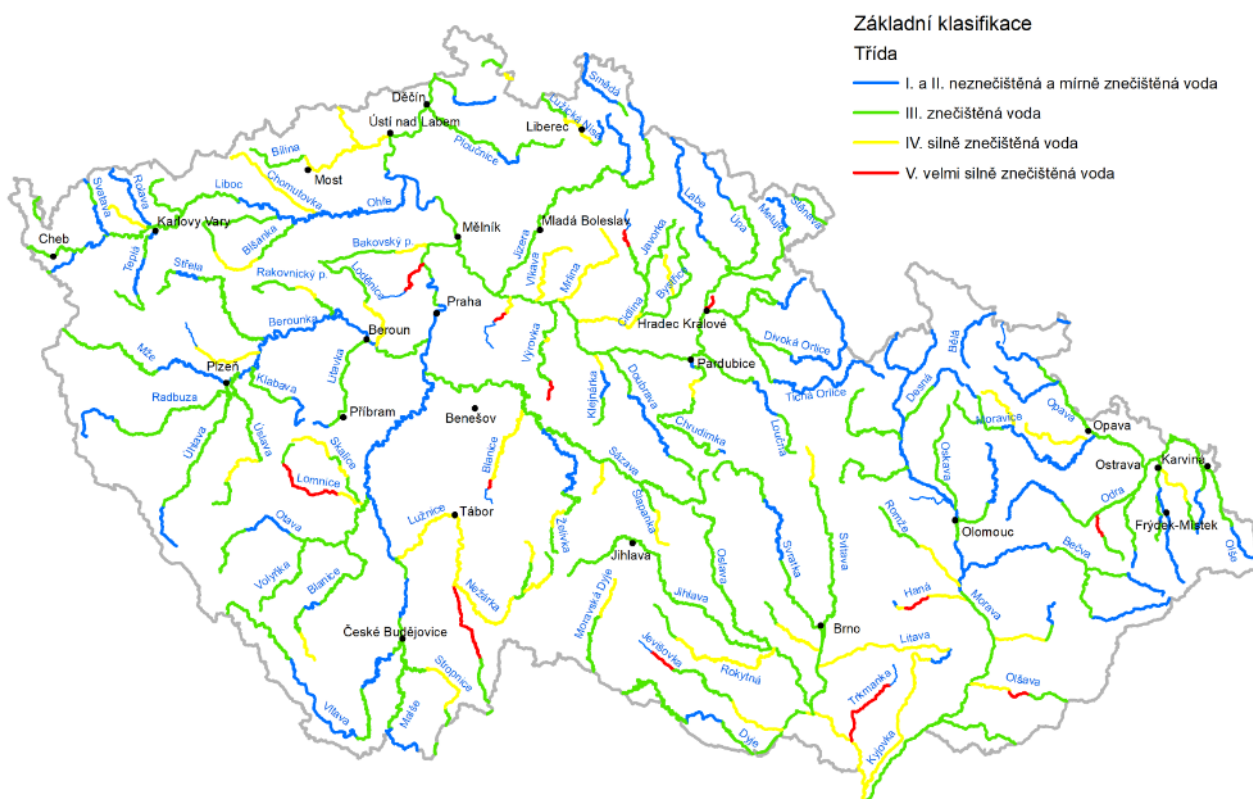 Základní klasifikace
Třída
I. a II. neznečištěná a mírně znečištěná voda
III. znečištěná voda
IV. silně znečištěná voda
V. velmi silně znečištěná voda
Smědá
Děčín
Lužická Nisa
Ústí nad Labem
Liberec
Ploučnice
Bílina
Most
Chomutovka
Liboc
Rolava
Svatava
Ohře
Labe
Úpa
Metuje
Stěnava
Karlovy Vary
Cheb
Teplá
Blšanka
Střela
Mělník
Mladá Boleslav
Jizera
Bakovský p.
Rakovnický p.
Loděnice
Vlkava
Mrlina
Javorka
Bystřice
Cidlina
Praha
Hradec Králové
Berounka
Beroun
Výrovka
Divoká Orlice
Pardubice
Tichá Orlice
Bělá
Desná
Mže
Plzeň
Klabava
Litavka
Radbuza
Příbram
Benešov
Klejnárka
Doubrava
Chrudimka
Loučná
Moravice
Opava
Opava
Úhlava
Úslava
Skalice
Lomnice
Blanice
Sázava
Oskava
Ostrava
Karviná
Odra
Frýdek-Místek
Olše
Otava
Lužnice
Tábor
Želivka
Šlapanka
Jihlava
Oslava
Svratka
Svitava
Romže
Olomouc
Bečva
Volyňka
Blanice
Nežárka
Moravská Dyje
Jihlava
Haná
Morava
České Budějovice
Stropnice
Jevišovka
Rokytná
Brno
Litava
Trkmanka
Olšava
Vltava
Malše
Dyje
Kyjovka